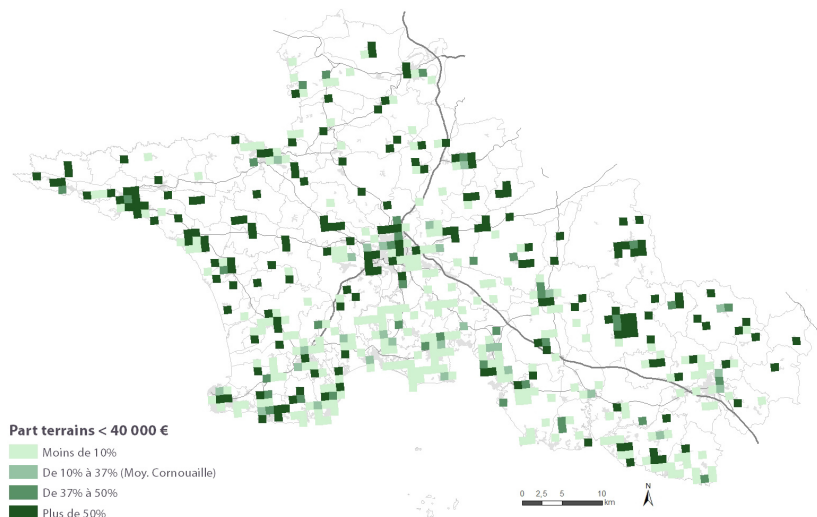 Part terrains < 40 000 €
Moins de 10%
De 10% à 37% (Moy. Cornouaille)
De 37% à 50%
Plus de 50%
0 2,5 5 10
km
N